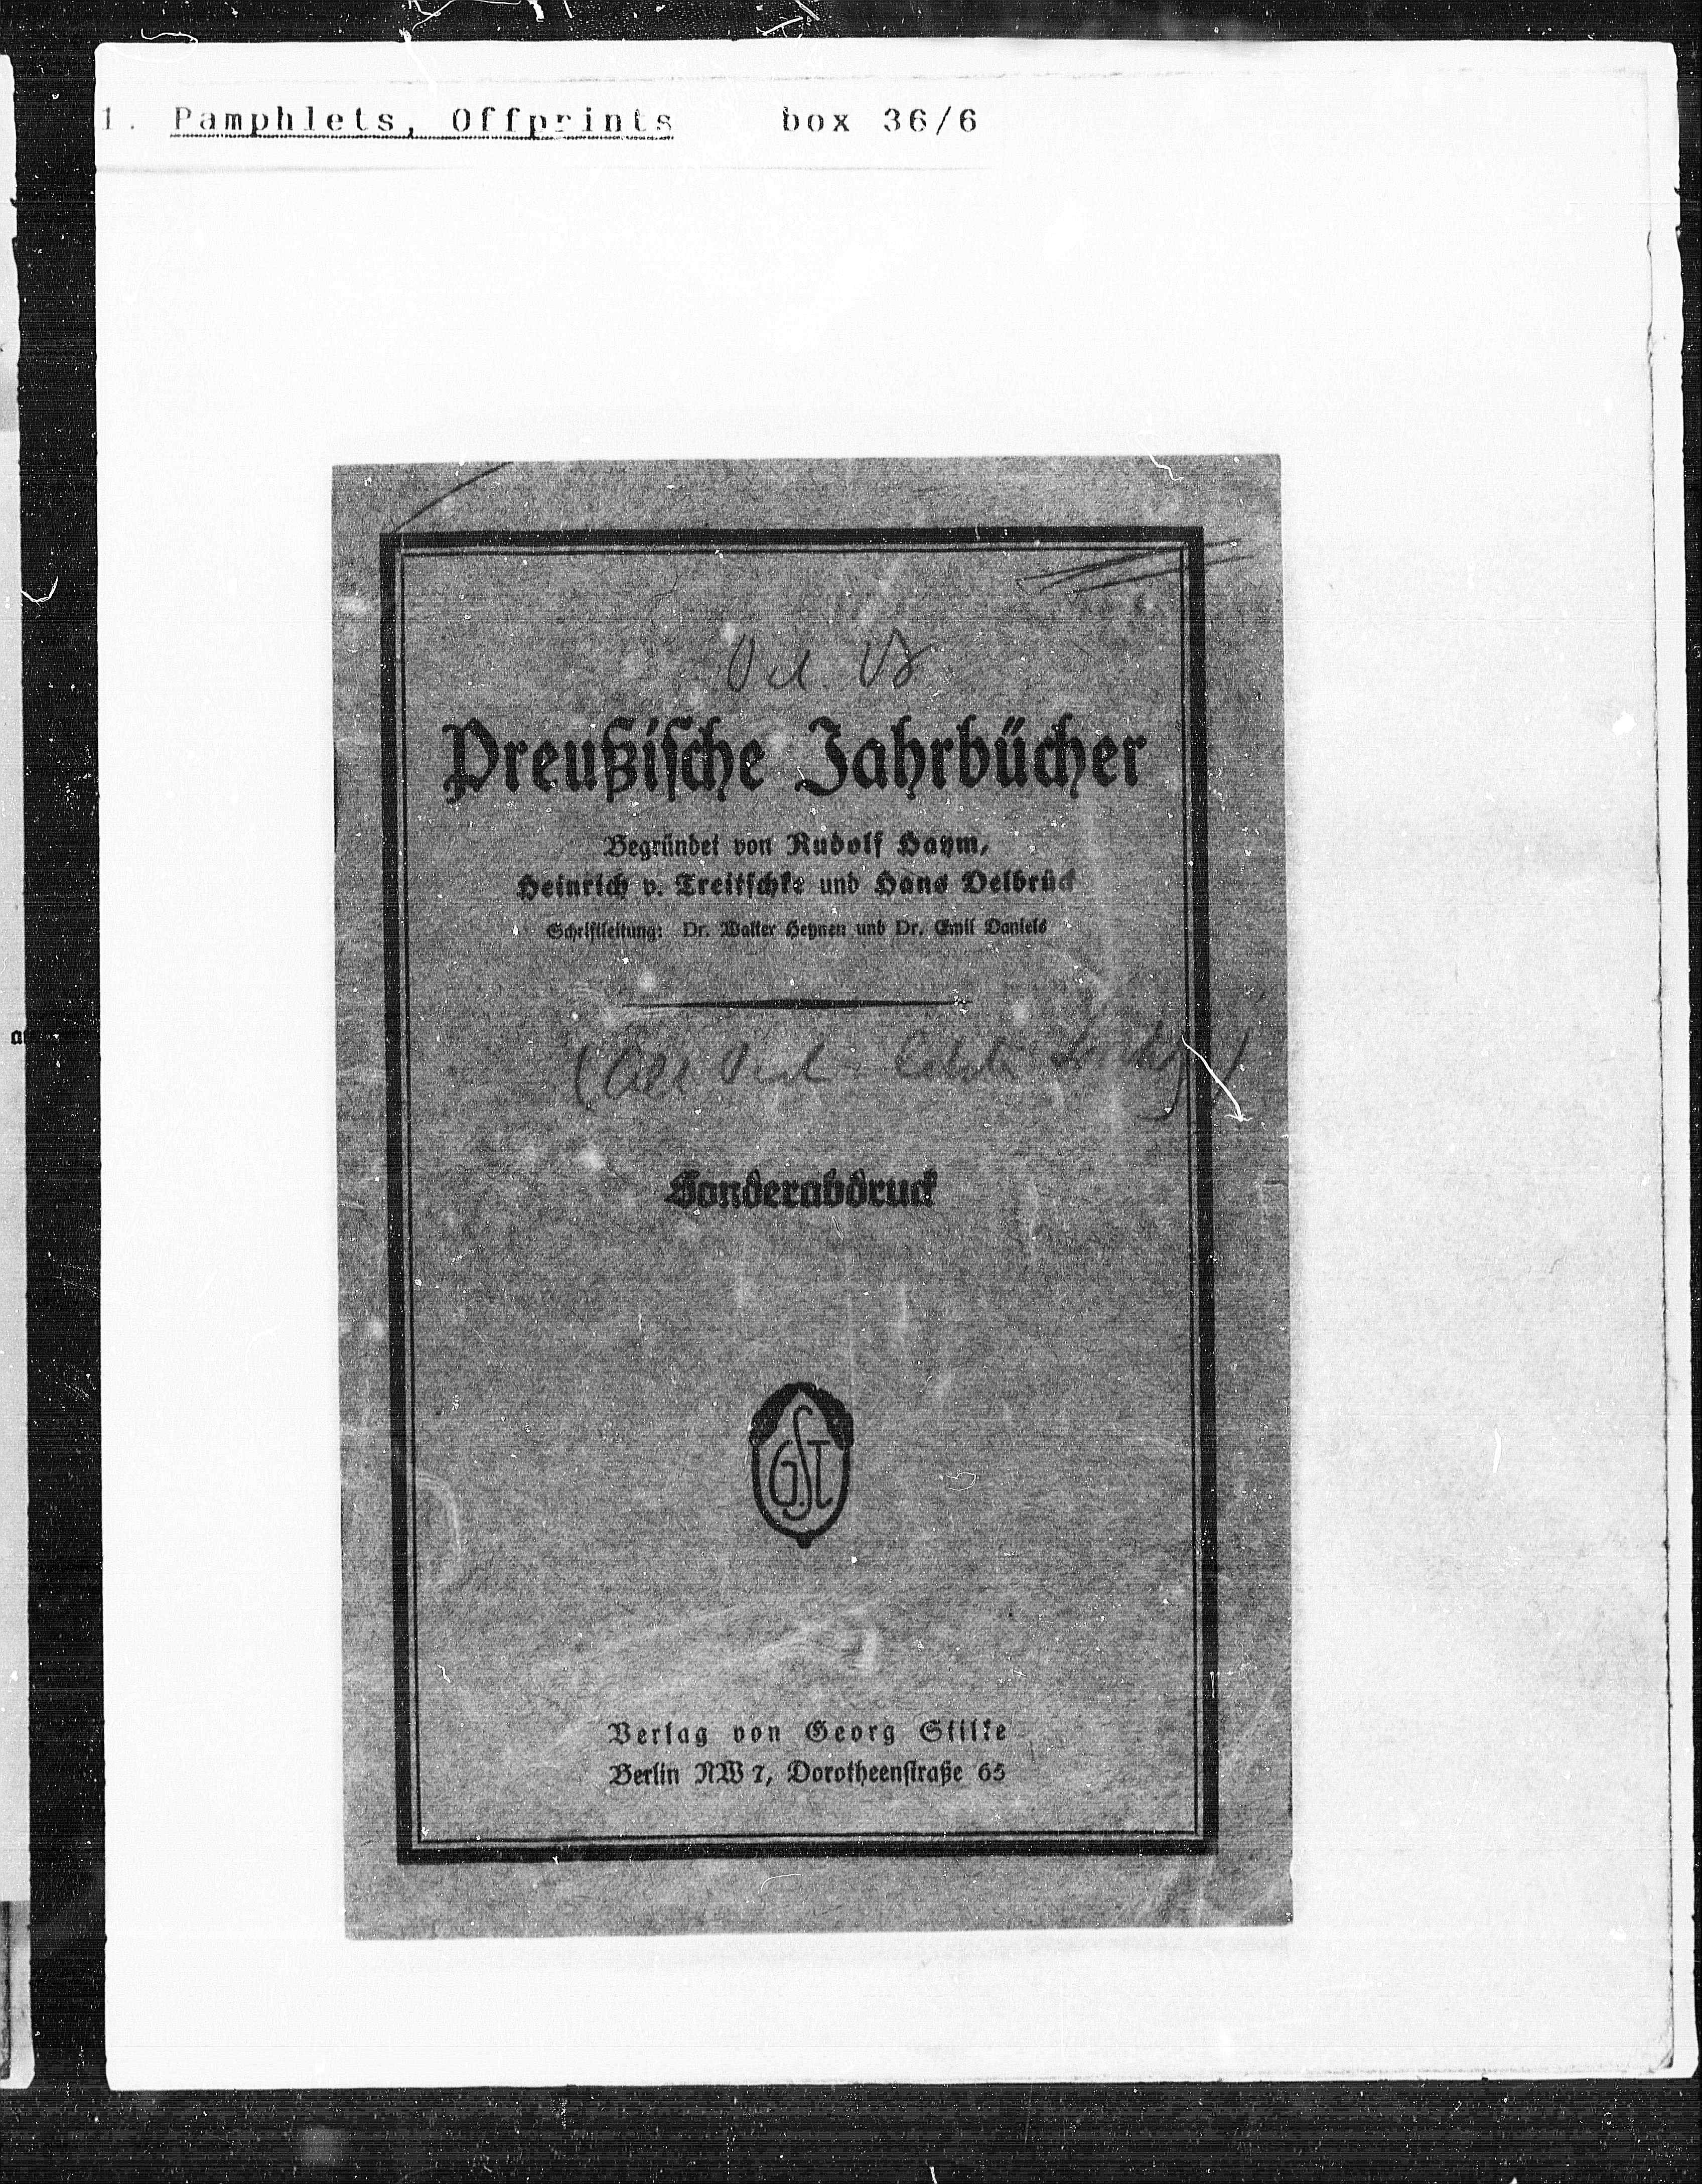 1. Pamphlets, Offprints box 36/6
Preußische Jahrbücher
Begründet von Rudolf Haym,
Heinrich v. Treitschke und Hans Delbrück
Schriftleitung: Dr. Walter Heynen und Dr. Emil Daniels
Sonderabdruck
G.St
Verlag von Georg Stilke
Berlin NW 7, Dorotheenstraße 65